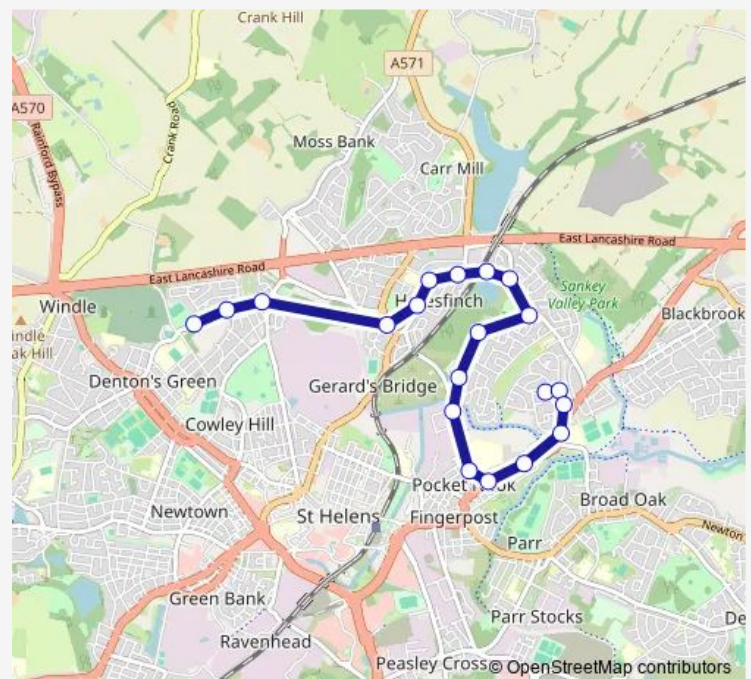 Crank Hill
A571
A570
Rainford Bypass
Crank Road
Moss Bank
Carr Mill
East Lancashire Road
East Lancashire Road
Windle
Sankey
Valley Park
Blackbrook
Denton's Green
Gerard's Bridge
Cowley Hill
Newtown
St Helens
Fingerpost
Broad Oak
Parr
Newton
Green Bank
Parr Stocks
Ravenhead
Peasley Cross
© OpenStreetMap contributors